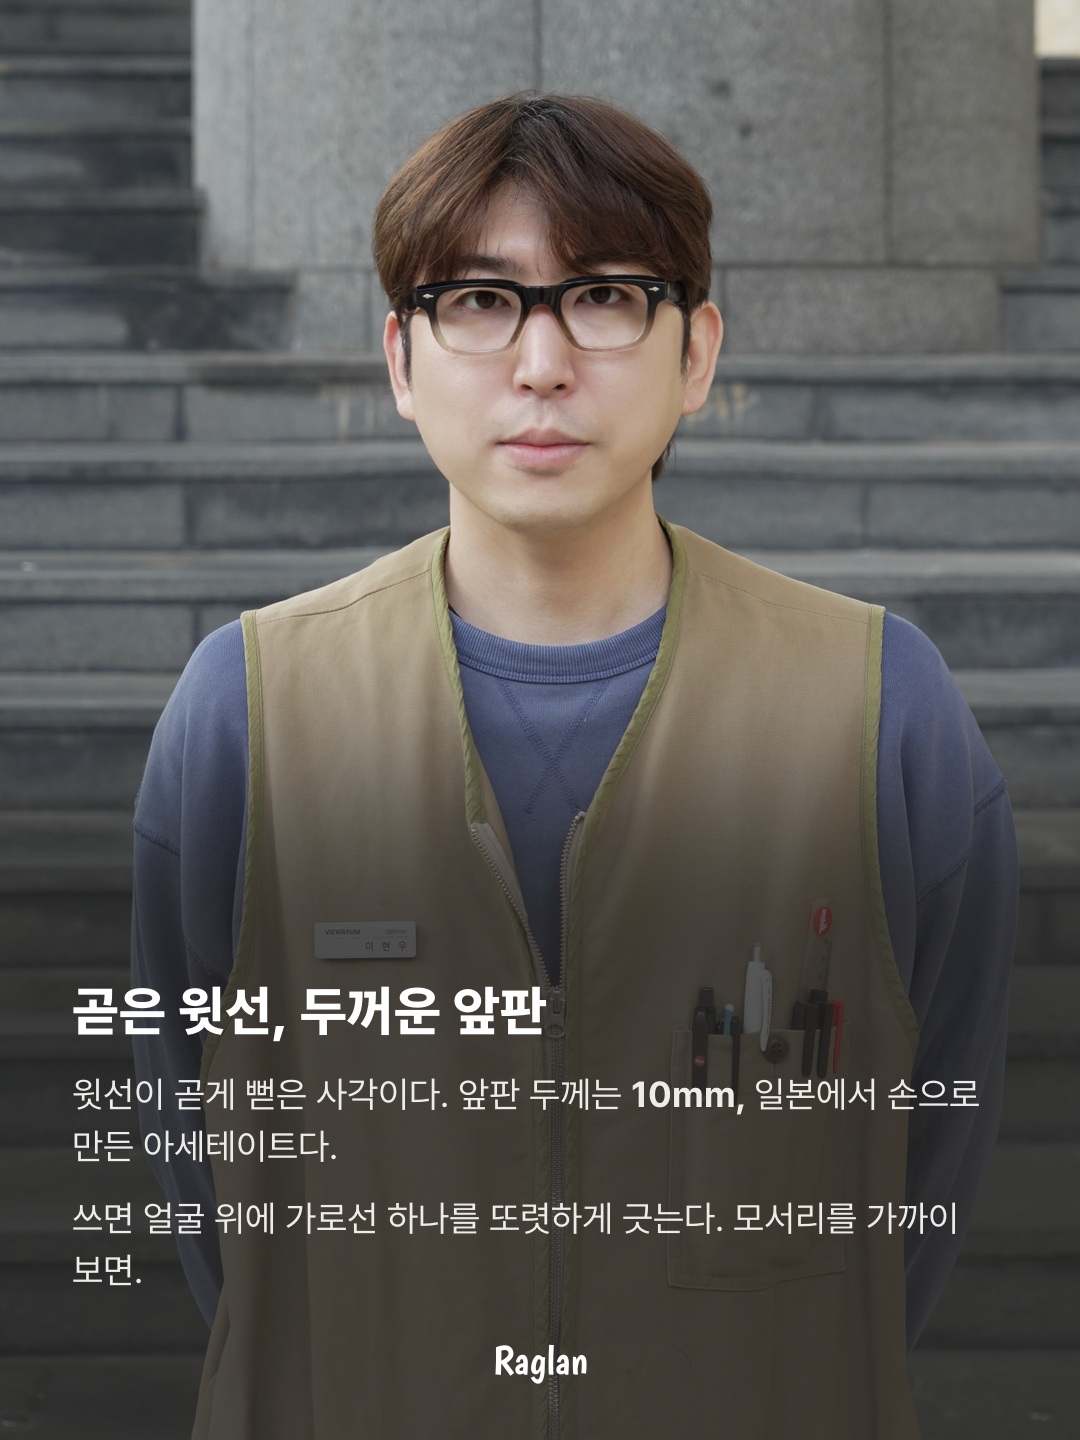 VIEWRAUM
이 현 우
곧은 윗선, 두꺼운 앞판
윗선이 곧게 뻗은 사각이다. 앞판 두께는 10mm, 일본에서 손으로
만든 아세테이트다.
쓰면 얼굴 위에 가로선 하나를 또렷하게 긋는다. 모서리를 가까이
보면.
Raglan